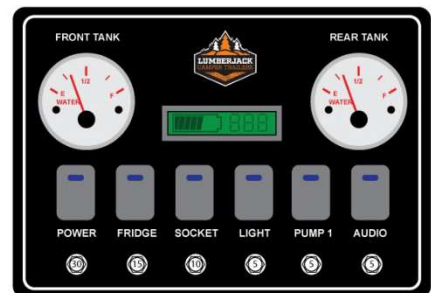 FRONT TANK
REAR TANK
LUMBERJACK
CAMPER TRAILERS
1/2
E
F
WATER
1/2
E
F
WATER
POWER
FRIDGE
SOCKET
LIGHT
PUMP 1
AUDIO
30
15
10
5
5
5